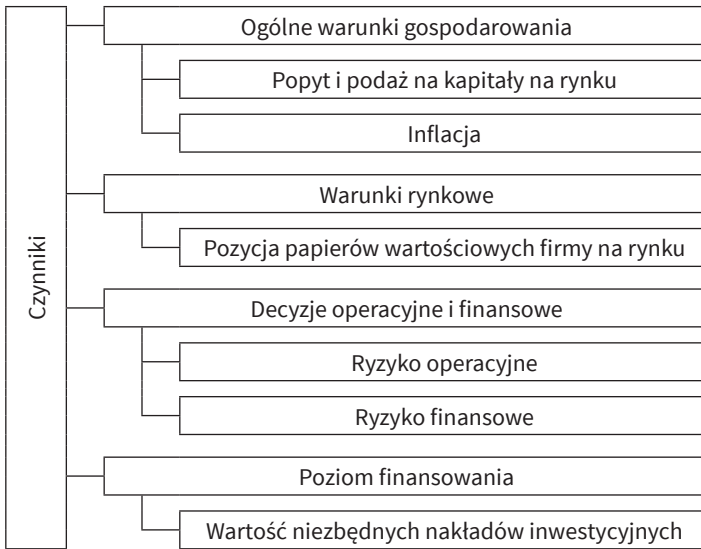 Czynniki
Ogólne warunki gospodarowania
Popyt i podaż na kapitały na rynku
Inflacja
Warunki rynkowe
Pozycja papierów wartościowych firmy na rynku
Decyzje operacyjne i finansowe
Ryzyko operacyjne
Ryzyko finansowe
Poziom finansowania
Wartość niezbędnych nakładów inwestycyjnych